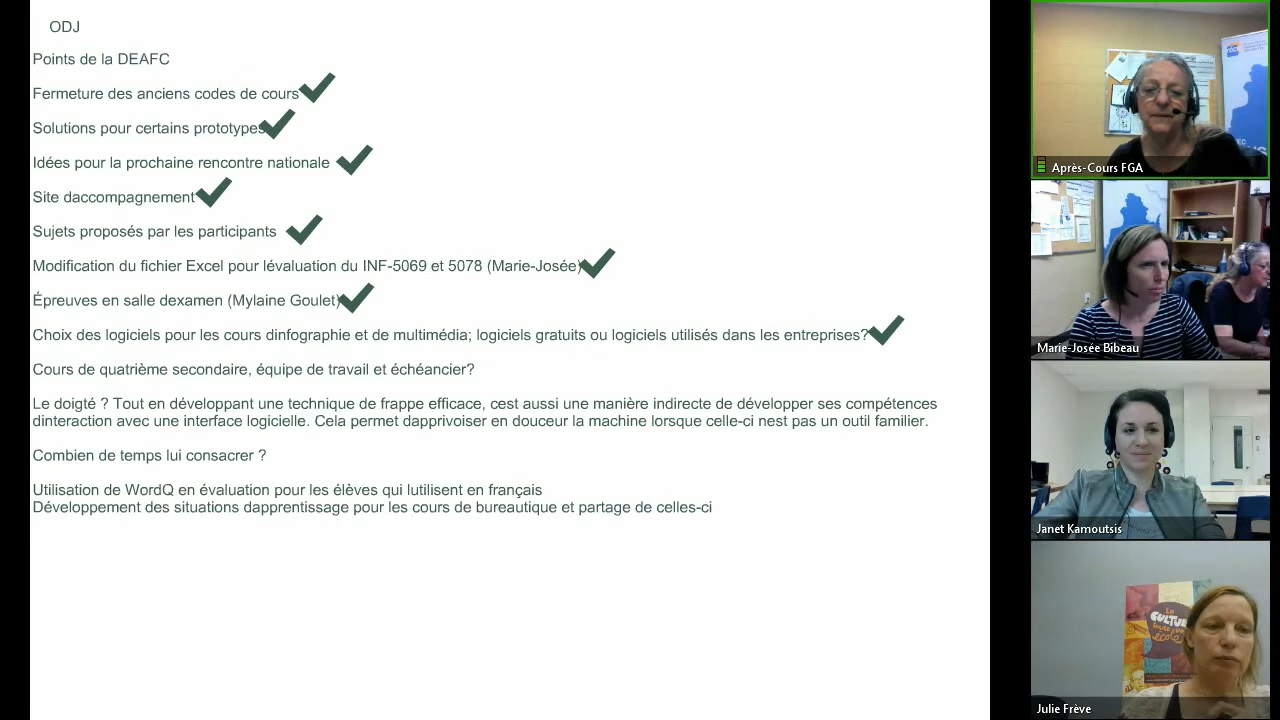 ODJ
Points de la DEAFC
Fermeture des anciens codes de cours
Solutions pour certains prototypes
Idées pour la prochaine rencontre nationale
Site daccompagnement
Sujets proposés par les participants
Modification du fichier Excel pour lévaluation du INF-5069 et 5078 (Marie-Josée)
Épreuves en salle dexamen (Mylaine Goulet)
Choix des logiciels pour les cours dinfographie et de multimédia; logiciels gratuits ou logiciels utilisés dans les entreprises?
Cours de quatrième secondaire, équipe de travail et échéancier?
Le doigté ? Tout en développant une technique de frappe efficace, cest aussi une manière indirecte de développer ses compétences
dinteraction avec une interface logicielle. Cela permet dapprivoiser en douceur la machine lorsque celle-ci nest pas un outil familier.
Combien de temps lui consacrer ?
Utilisation de WordQ en évaluation pour les élèves qui lutilisent en français
Développement des situations dapprentissage pour les cours de bureautique et partage de celles-ci
Après-Cours FGA
Marie-Josée Bibeau
Janet Kamoutsis
La
CULTURE
école
Julie Frève